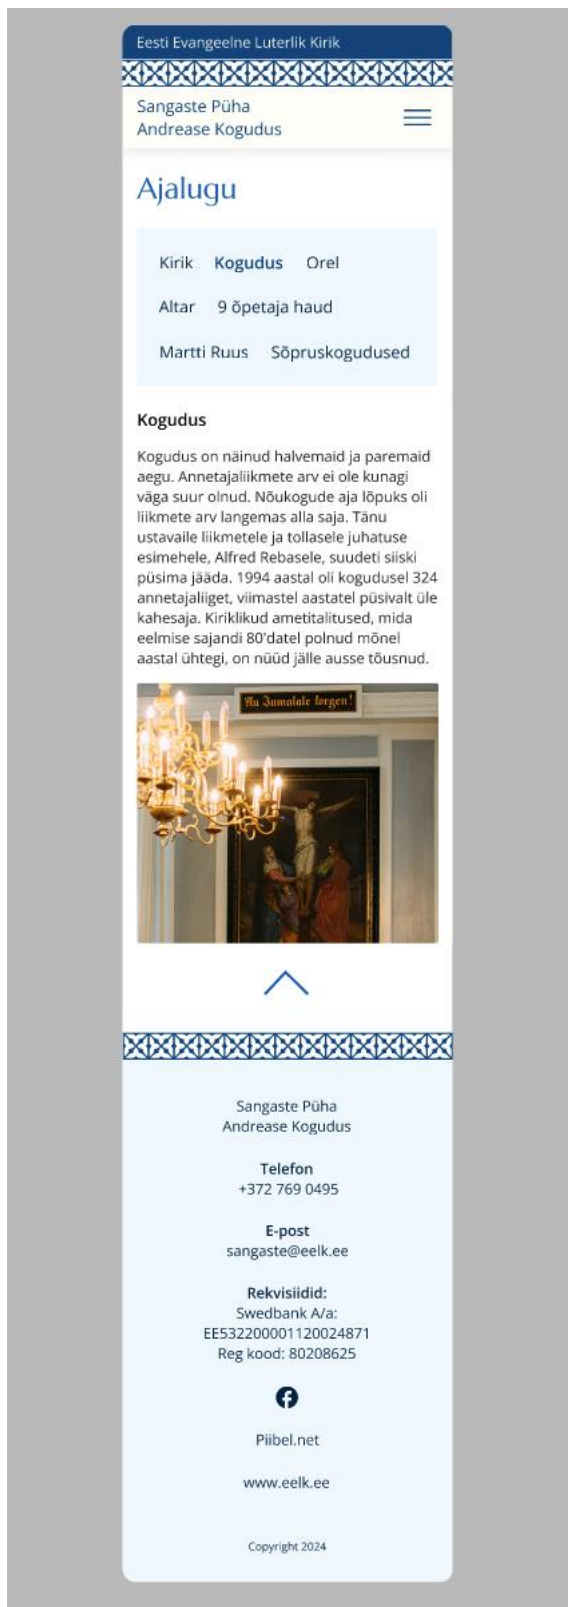 Eesti Evangeelne Luterlik Kirik
Sangaste Püha
Andrease Kogudus
Ajalugu
Kirik Kogudus Orel
Altar 9 õpetaja haud
Martti Ruus Sõpruskogudused
Kogudus
Kogudus on näinud halvemaid ja paremaid
aegu. Annetajaliikmete arv ei ole kunagi
väga suur olnud. Nõukogude aja lõpuks oli
liikmete arv langemas alla saja. Tänu
ustavaile liikmetele ja tollasele juhatuse
esimehele, Alfred Rebasele, suudeti siiski
püsima jääda. 1994 aastal oli kogudusel 324
annetajaliiget, viimastel aastatel püsivalt üle
kahesaja. Kiriklikud ametitalitused, mida
eelmise sajandi 80'datel polnud mõnel
aastal ühtegi, on nüüd jälle ausse tõusnud.
Au Jumalale korgen!
Sangaste Püha
Andrease Kogudus
Telefon
+372 769 0495
E-post
sangaste@eelk.ee
Rekvisiidid:
Swedbank A/a:
EE532200001120024871
Reg kood: 80208625
Piibel.net
www.eelk.ee
Copyright 2024